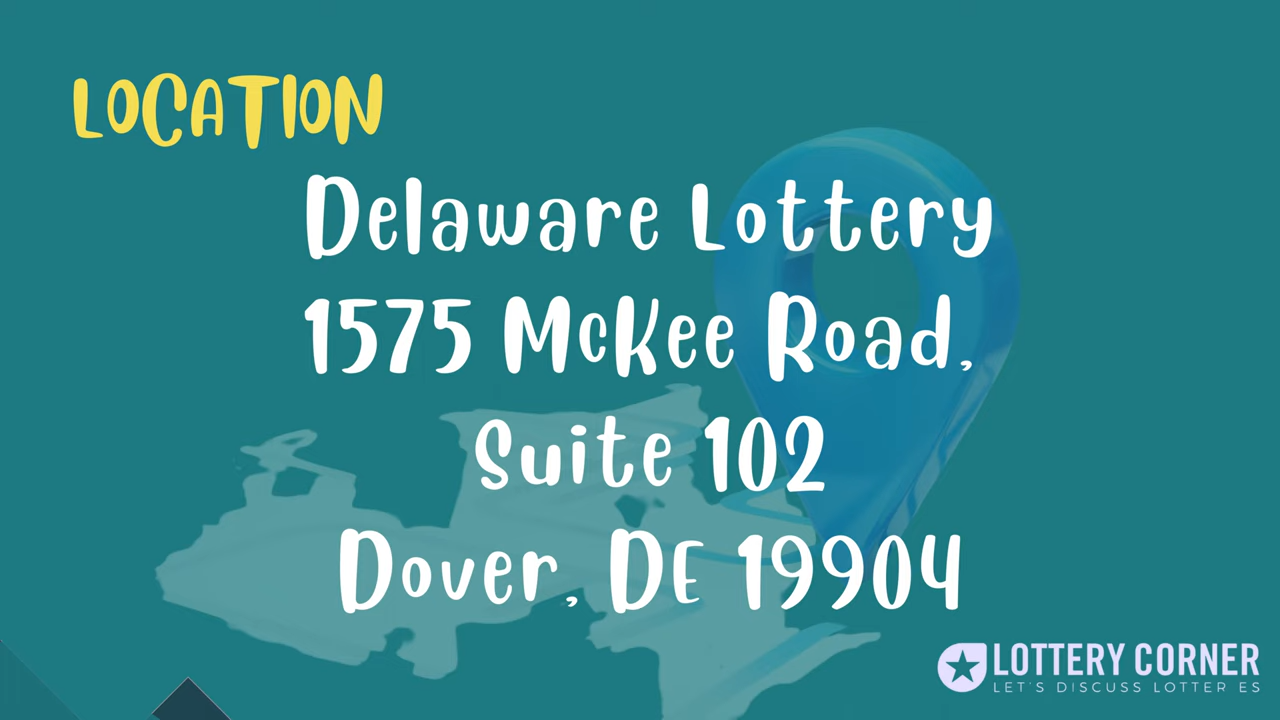 LOCATION
Delaware Lottery
1575 McKee Road,
Suite 102
Dover, DE 19904
LOTTERY CORNER
LET'S DISCUSS LOTTER ES